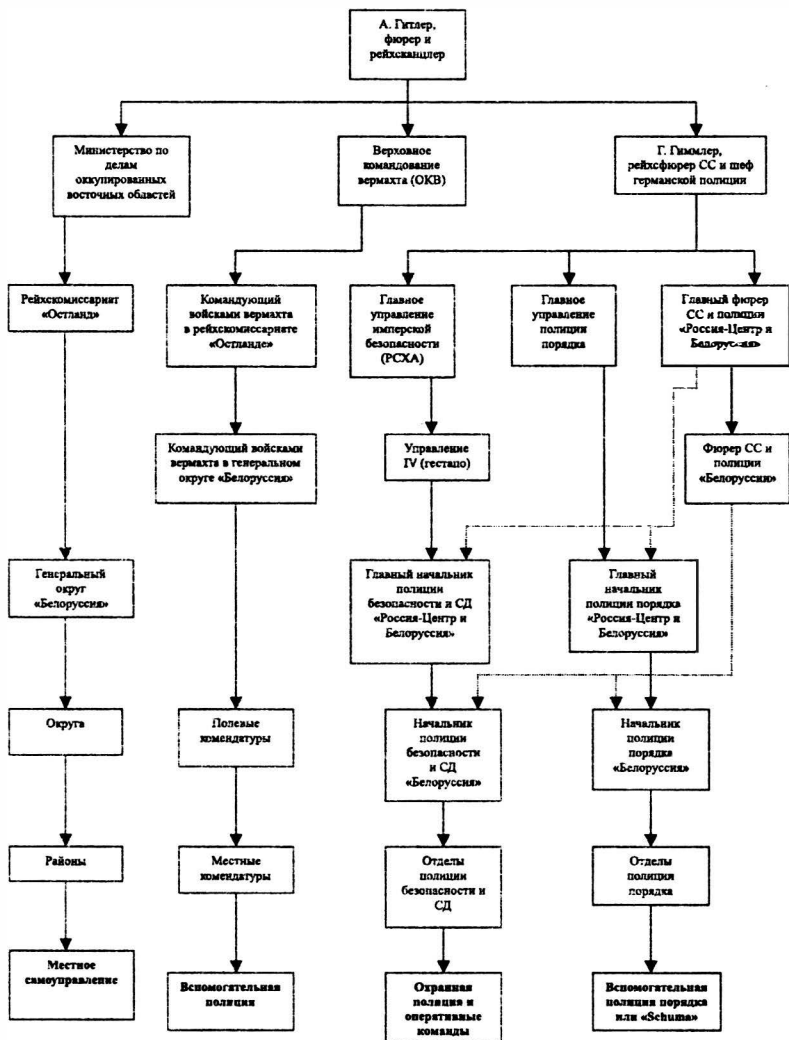 А. Гитлер,
фюрер и
рейхсканцлер
Министерство по
делам
оккупированных
восточных областей
Верховное
командование
вермахта (ОКВ)
Г. Гиммлер,
рейхсфюрер СС и шеф
германской полиции
Рейхскомиссариат
«Остланд»
Командующий
войсками вермахта
в рейхскомиссариате
«Остланде»
Главное
управление
имперской
безопасности
(РСХА)
Главное
управление
полиции
порядка
Главный фюрер
СС и полиции
«Россия-Центр и
Белоруссия»
Командующий войсками
вермахта в генеральном
округе «Белоруссия»
Управление
IV (гестапо)
Фюрер СС и
полиции
«Белоруссии»
Генеральный
округ
«Белоруссия»
Главный начальник
полиции
безопасности и СД
«Россия-Центр и
Белоруссия»
Главный
начальник
полиции порядка
«Россия-Центр и
Белоруссия»
Округа
Полевые
комендатуры
Начальник
полиции
безопасности
и СД
«Белоруссия»
Начальник
полиции
порядка
«Белоруссия»
Районы
Местные
комендатуры
Отделы
полиции
безопасности и
СД
Отделы
полиции
порядка
Местное
самоуправление
Вспомогательная
полиция
Охранная
полиция и
оперативные
команды
Вспомогательная
полиция порядка
или «Schuma»